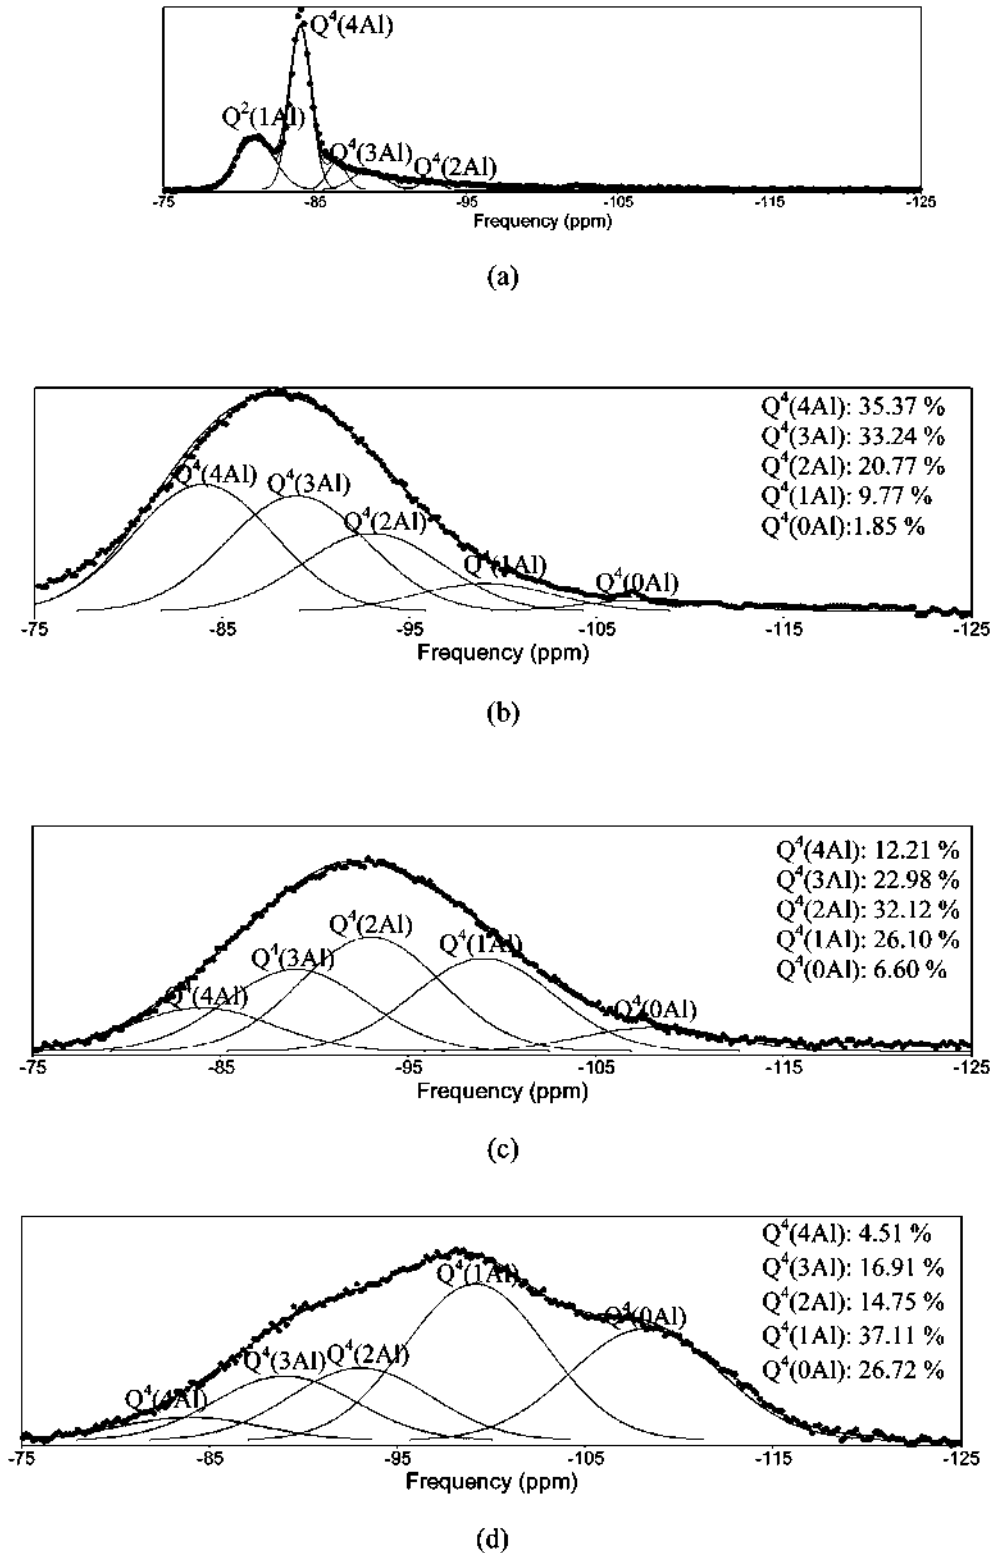 Q⁴(4Al)
Q²(1Al)
Q⁴(3Al)
Q⁴(2Al)
-75 -85 -95 -105 -115 -125
Frequency (ppm)
(a)
Q⁴(4Al): 35.37 %
Q⁴(3Al): 33.24 %
Q⁴(2Al): 20.77 %
Q⁴(1Al): 9.77 %
Q⁴(0Al):1.85 %
Q⁴(4Al)
Q⁴(3Al)
Q⁴(2Al)
Q⁴(1Al)
Q⁴(0Al)
-75 -85 -95 -105 -115 -125
Frequency (ppm)
(b)
Q⁴(4Al): 12.21 %
Q⁴(3Al): 22.98 %
Q⁴(2Al): 32.12 %
Q⁴(1Al): 26.10 %
Q⁴(0Al): 6.60 %
Q⁴(4Al)
Q⁴(3Al)
Q⁴(2Al)
Q⁴(1Al)
Q⁴(0Al)
-75 -85 -95 -105 -115 -125
Frequency (ppm)
(c)
Q⁴(4Al): 4.51 %
Q⁴(3Al): 16.91 %
Q⁴(2Al): 14.75 %
Q⁴(1Al): 37.11 %
Q⁴(0Al): 26.72 %
Q⁴(4Al)
Q⁴(3Al)
Q⁴(2Al)
Q⁴(1Al)
Q⁴(0Al)
-75 -85 -95 -105 -115 -125
Frequency (ppm)
(d)